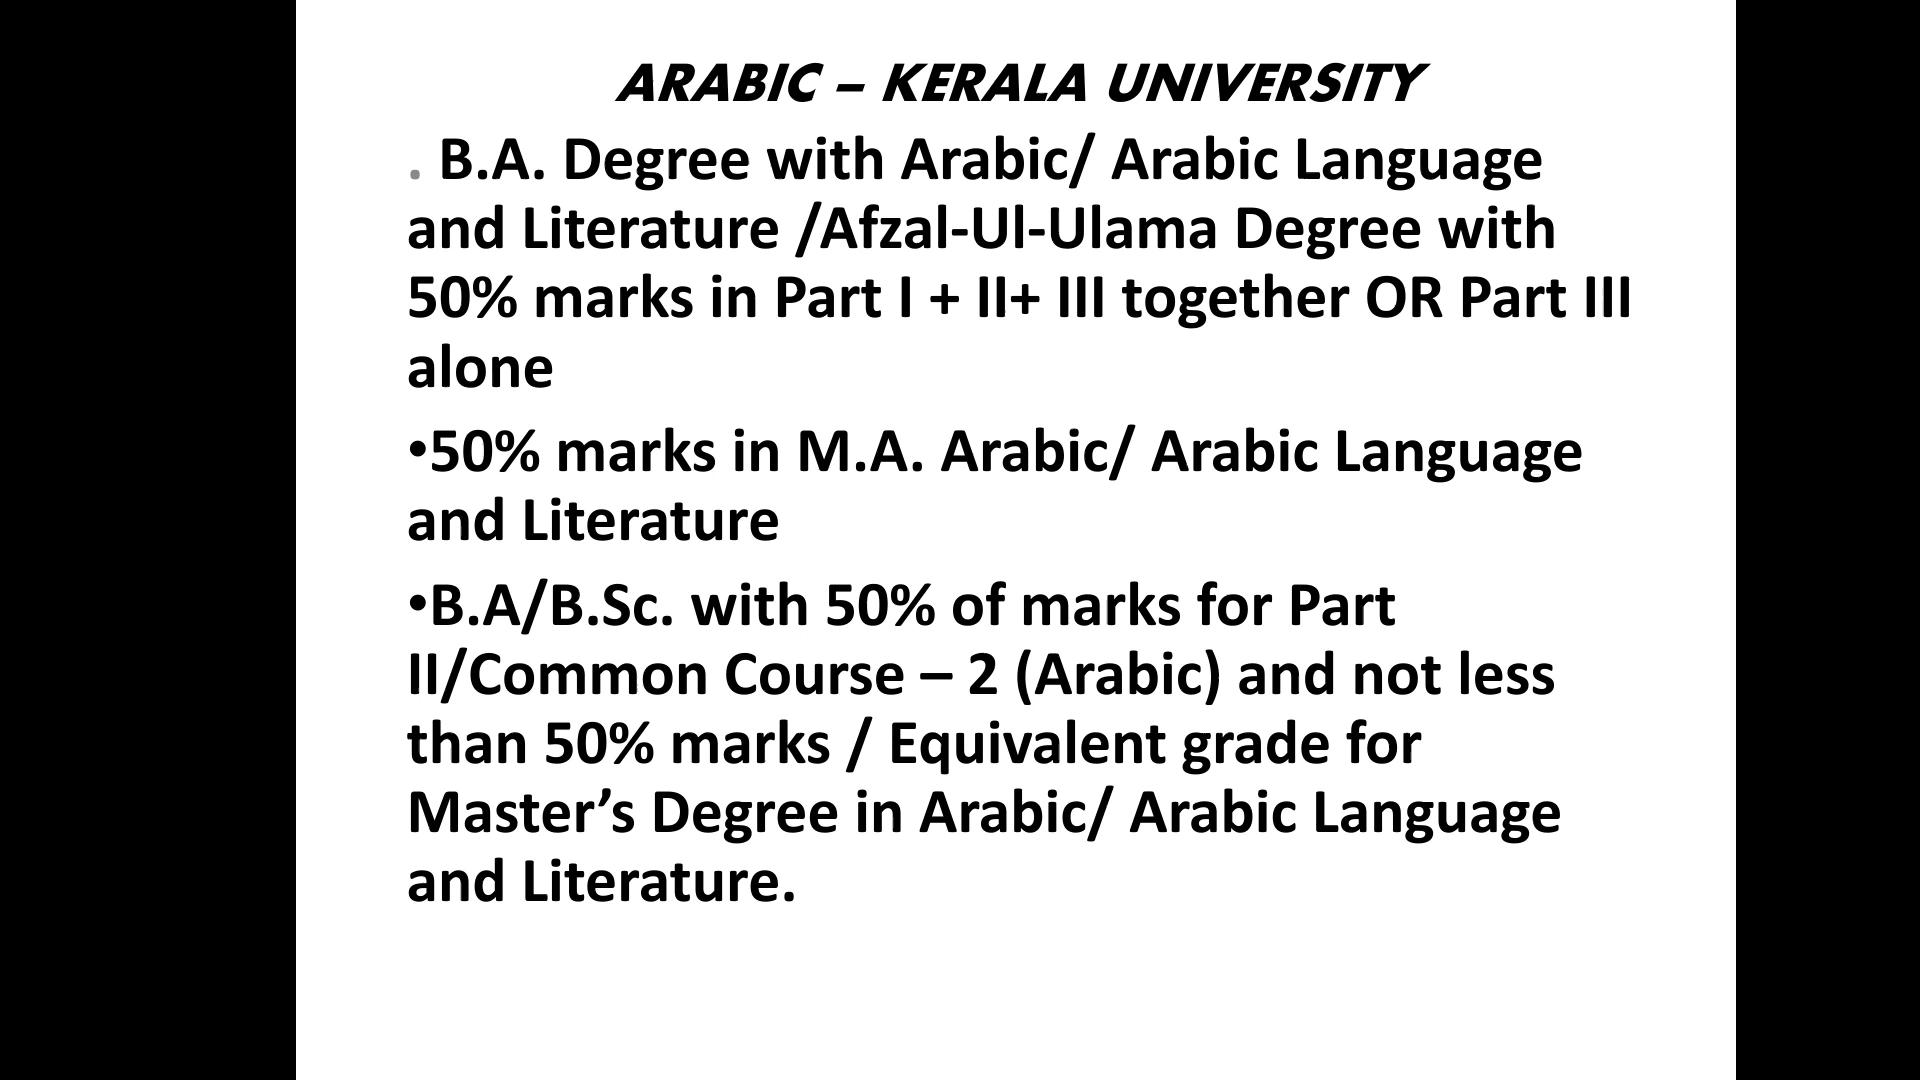 ARABIC – KERALA UNIVERSITY
. B.A. Degree with Arabic/ Arabic Language
and Literature /Afzal-Ul-Ulama Degree with
50% marks in Part I + II+ III together OR Part III
alone
•50% marks in M.A. Arabic/ Arabic Language
and Literature
•B.A/B.Sc. with 50% of marks for Part
II/Common Course – 2 (Arabic) and not less
than 50% marks / Equivalent grade for
Master’s Degree in Arabic/ Arabic Language
and Literature.